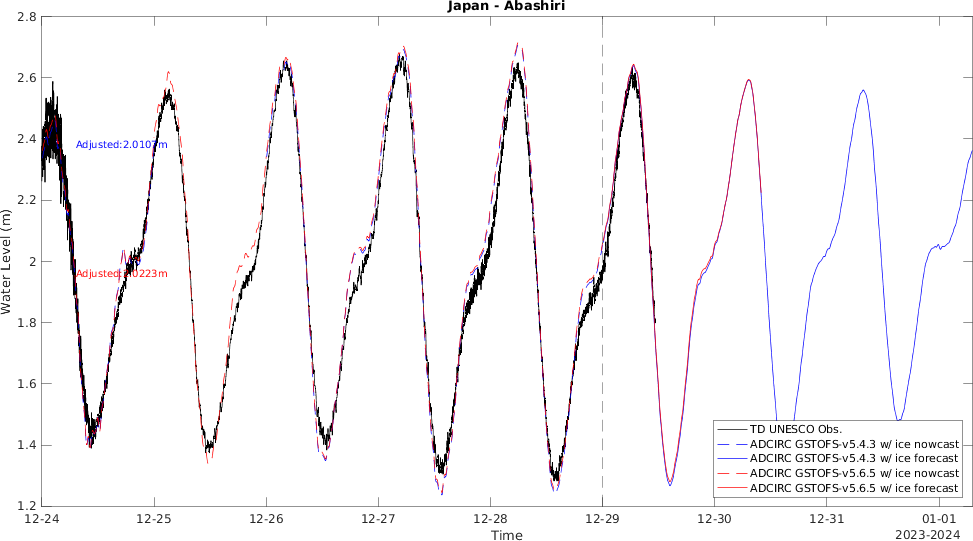 Japan - Abashiri
2.8
2.6
2.4
2.2
2
1.8
1.6
1.4
1.2
Water Level (m)
Adjusted:2.0107m
Adjusted:2.0223m
TD UNESCO Obs.
ADCIRC GSTOFS-v5.4.3 w/ ice nowcast
ADCIRC GSTOFS-v5.4.3 w/ ice forecast
ADCIRC GSTOFS-v5.6.5 w/ ice nowcast
ADCIRC GSTOFS-v5.6.5 w/ ice forecast
12-24 12-25 12-26 12-27 12-28 12-29 12-30 12-31 01-01
Time
2023-2024